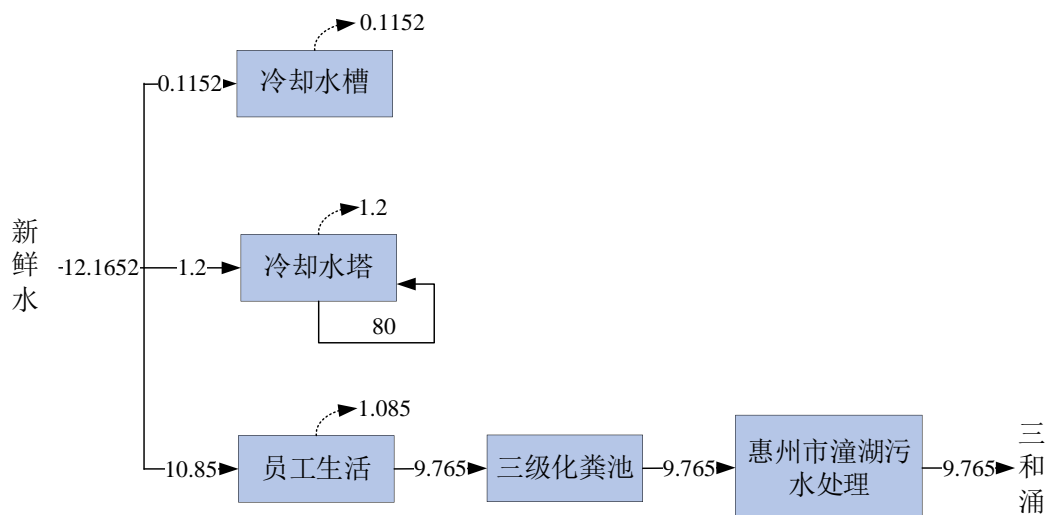 0.1152
冷却水槽
0.1152
1.2
新鲜水
12.1652
1.2
冷却水塔
80
1.085
10.85
员工生活
9.765
三级化粪池
9.765
惠州市潼湖污
水处理
9.765
三和涌